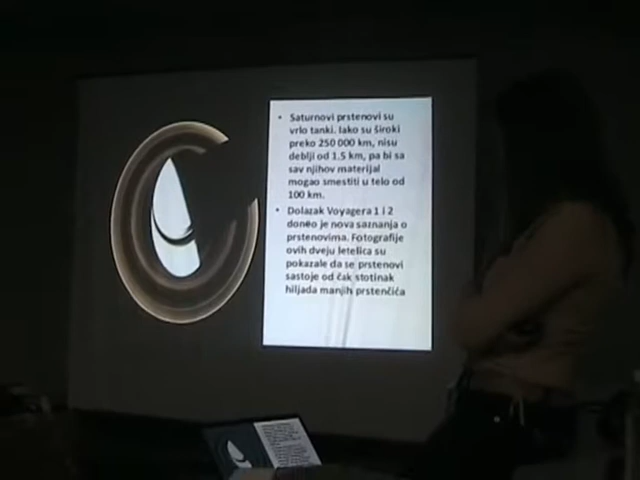 • Saturnovi prstenovi su
vrlo tanki. Iako su široki
preko 250 000 km, nisu
deblji od 1.5 km, pa bi sa
sav njihov materijal
mogao smestiti u telo od
100 km.
• Dolazak Voyagera 1 i 2
doneo je nova saznanja o
prstenovima. Fotografije
ovih dveju letelica su
pokazale da se prstenovi
sastoje od čak stotinak
hiljada manjih prstenčića